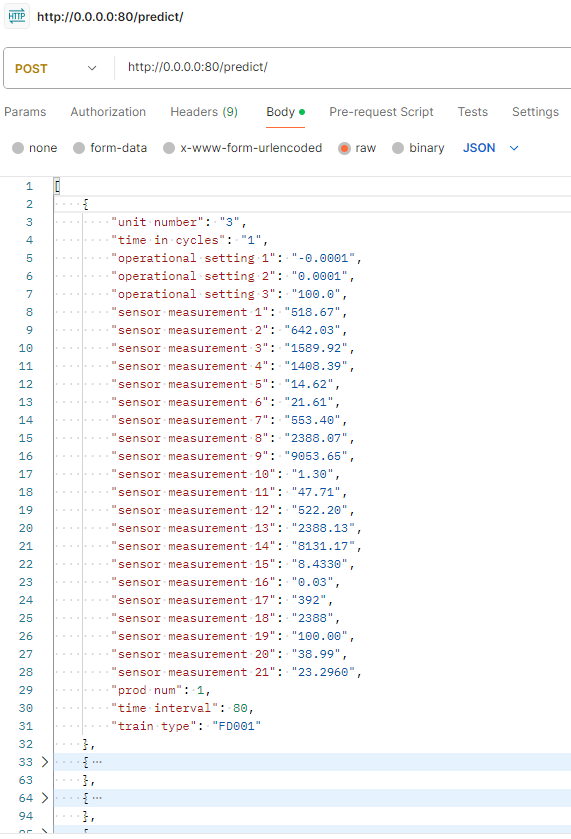 HTTP http://0.0.0.0:80/predict/
POST http://0.0.0.0:80/predict/
Params Authorization Headers (9) Body Pre-request Script Tests Settings
none form-data x-www-form-urlencoded raw binary JSON
1 [
2 {
3 "unit number": "3",
4 "time in cycles": "1",
5 "operational setting 1": "-0.0001",
6 "operational setting 2": "0.0001",
7 "operational setting 3": "100.0",
8 "sensor measurement 1": "518.67",
9 "sensor measurement 2": "642.03",
10 "sensor measurement 3": "1589.92",
11 "sensor measurement 4": "1408.39",
12 "sensor measurement 5": "14.62",
13 "sensor measurement 6": "21.61",
14 "sensor measurement 7": "553.40",
15 "sensor measurement 8": "2388.07",
16 "sensor measurement 9": "9053.65",
17 "sensor measurement 10": "1.30",
18 "sensor measurement 11": "47.71",
19 "sensor measurement 12": "522.20",
20 "sensor measurement 13": "2388.13",
21 "sensor measurement 14": "8131.17",
22 "sensor measurement 15": "8.4330",
23 "sensor measurement 16": "0.03",
24 "sensor measurement 17": "392",
25 "sensor measurement 18": "2388",
26 "sensor measurement 19": "100.00",
27 "sensor measurement 20": "38.99",
28 "sensor measurement 21": "23.2960",
29 "prod num": 1,
30 "time interval": 80,
31 "train type": "FD001"
32 },
33 { ...
63 },
64 { ...
94 },